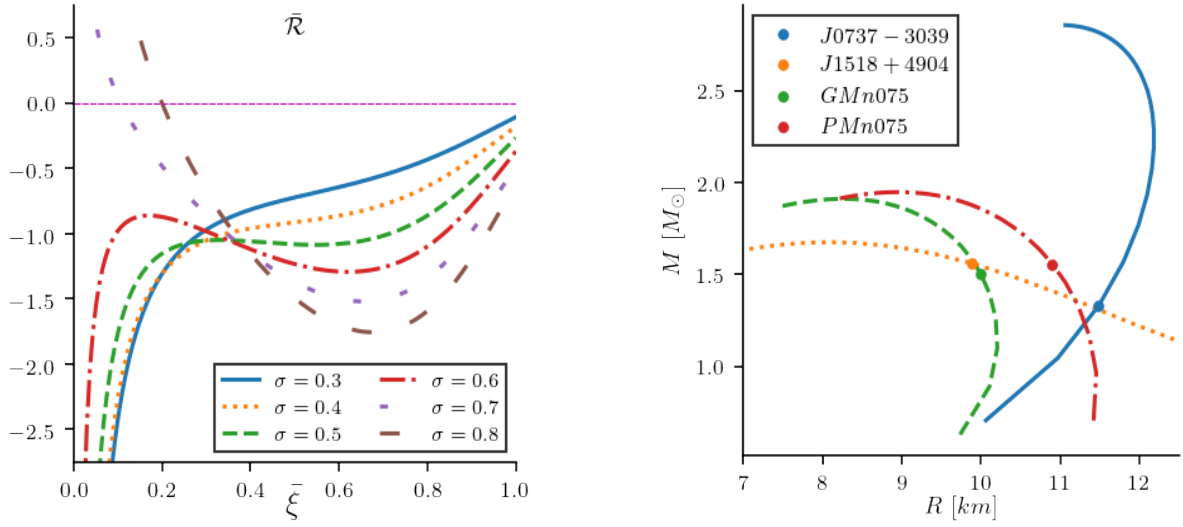 R̄
0.5
0.0
−0.5
−1.0
−1.5
−2.0
−2.5
0.0 0.2 0.4 0.6 0.8 1.0
ξ̄
σ = 0.3
σ = 0.4
σ = 0.5
σ = 0.6
σ = 0.7
σ = 0.8
M [M⊙]
2.5
2.0
1.5
1.0
7 8 9 10 11 12
R [km]
J0737 − 3039
J1518 + 4904
GMn075
PMn075